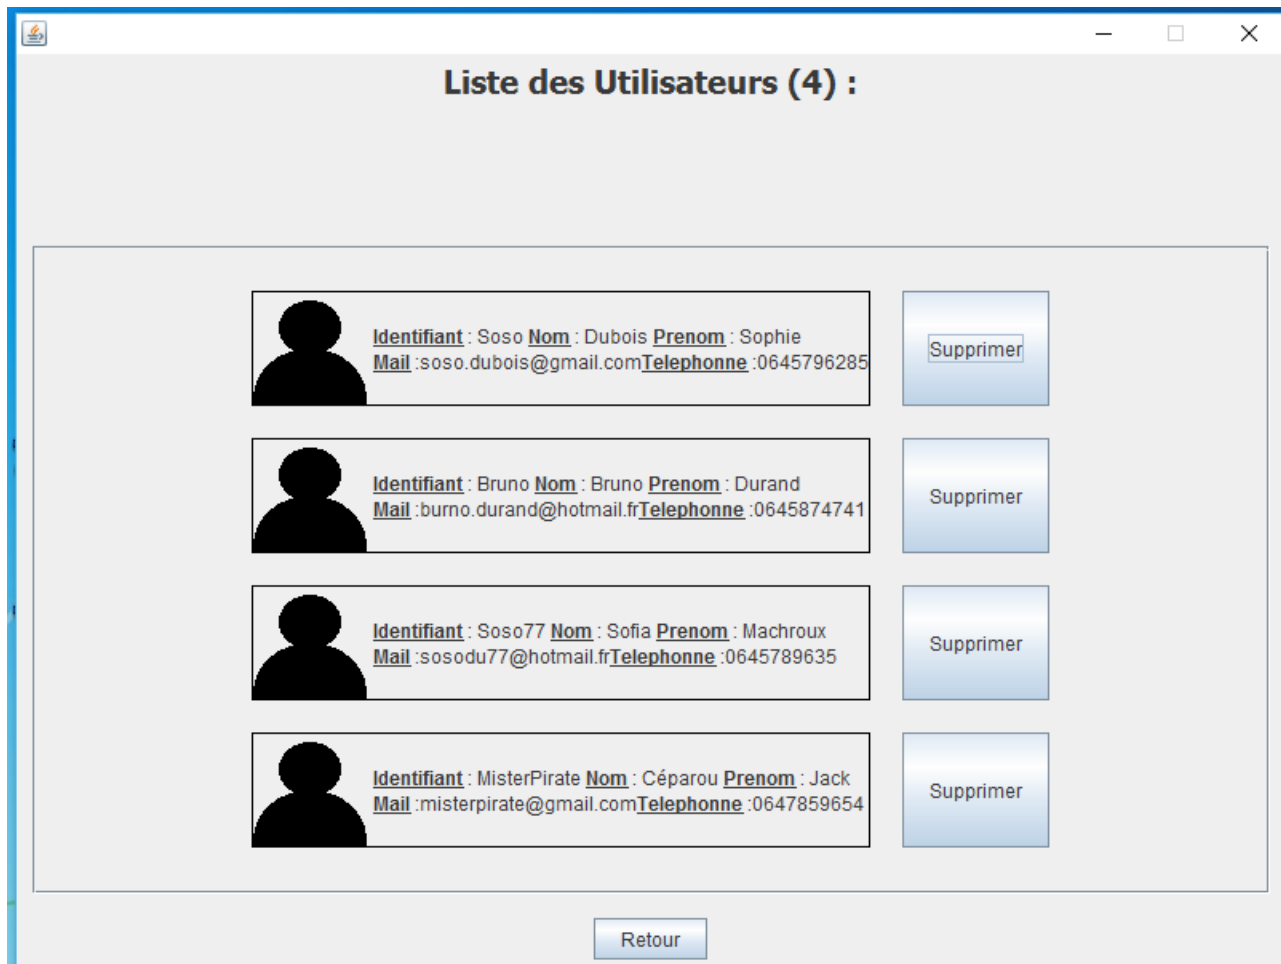 Liste des Utilisateurs (4) :
Identifiant : Soso Nom : Dubois Prenom : Sophie
Mail :soso.dubois@gmail.comTelephonne :0645796285
Supprimer
Identifiant : Bruno Nom : Bruno Prenom : Durand
Mail :burno.durand@hotmail.frTelephonne :0645874741
Supprimer
Identifiant : Soso77 Nom : Sofia Prenom : Machroux
Mail :sosodu77@hotmail.frTelephonne :0645789635
Supprimer
Identifiant : MisterPirate Nom : Céparou Prenom : Jack
Mail :misterpirate@gmail.comTelephonne :0647859654
Supprimer
Retour